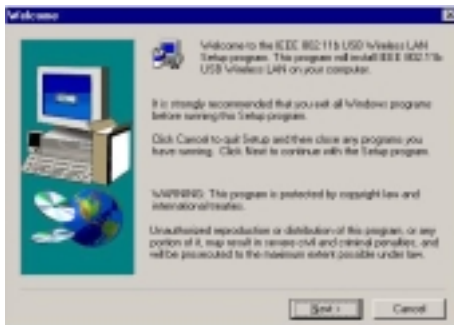 Welcome
Welcome to the IEEE 802.11b USB Wireless LAN
Setup program. This program will install IEEE 802.11b
USB Wireless LAN on your computer.
It is strongly recommended that you exit all Windows programs
before running this Setup program.
Click Cancel to quit Setup and then close any programs you
have running. Click Next to continue with the Setup program.
WARNING: This program is protected by copyright law and
international treaties.
Unauthorized reproduction or distribution of this program, or any
portion of it, may result in severe civil and criminal penalties, and
will be prosecuted to the maximum extent possible under law.
Next >
Cancel